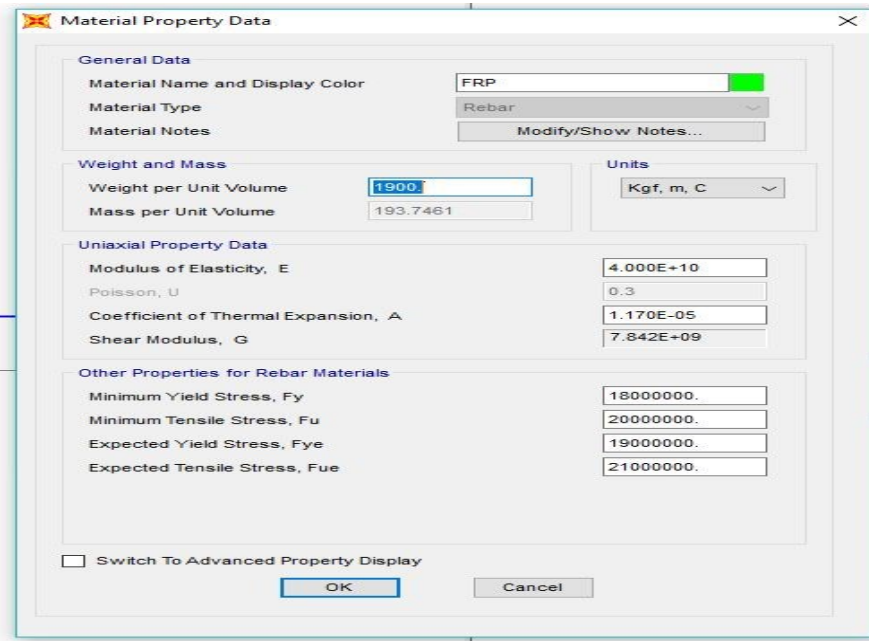 Material Property Data
General Data
Material Name and Display Color FRP
Material Type Rebar
Material Notes Modify/Show Notes...
Weight and Mass Units
Weight per Unit Volume 1900. Kgf, m, C
Mass per Unit Volume 193.7461
Uniaxial Property Data
Modulus of Elasticity, E 4.000E+10
Poisson, U 0.3
Coefficient of Thermal Expansion, A 1.170E-05
Shear Modulus, G 7.842E+09
Other Properties for Rebar Materials
Minimum Yield Stress, Fy 18000000.
Minimum Tensile Stress, Fu 20000000.
Expected Yield Stress, Fye 19000000.
Expected Tensile Stress, Fue 21000000.
Switch To Advanced Property Display
OK Cancel